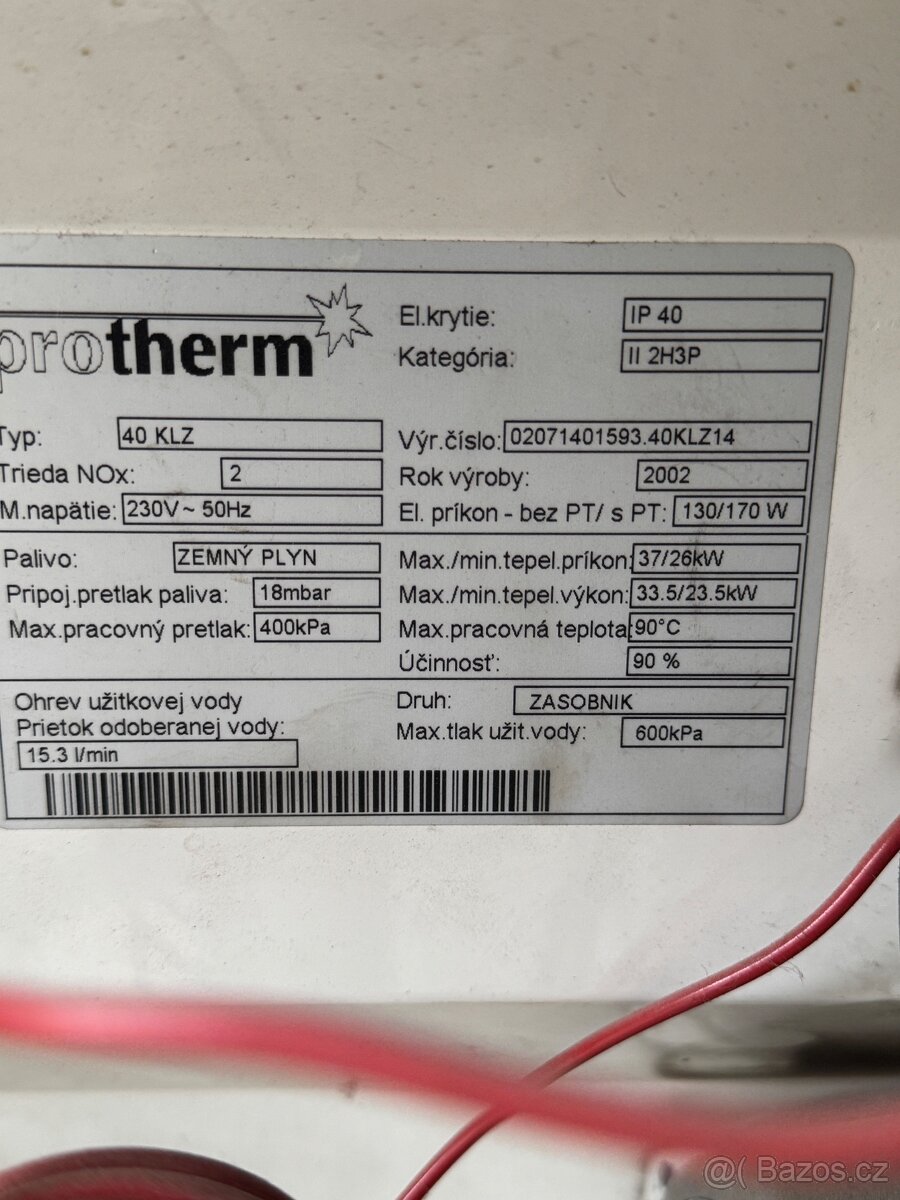 protherm
El.krytie: IP 40
Kategória: II 2H3P
Typ: 40 KLZ
Výr.číslo: 02071401593.40KLZ14
Trieda NOx: 2
Rok výroby: 2002
M.napätie: 230V~ 50Hz
El. príkon - bez PT/ s PT: 130/170 W
Palivo: ZEMNÝ PLYN
Max./min.tepel.príkon: 37/26kW
Pripoj.pretlak paliva: 18mbar
Max./min.tepel.výkon: 33.5/23.5kW
Max.pracovný pretlak: 400kPa
Max.pracovná teplota: 90°C
Účinnosť: 90 %
Ohrev užitkovej vody
Druh: ZASOBNIK
Prietok odoberanej vody:
Max.tlak užit.vody: 600kPa
15.3 l/min
@( Bazos.cz